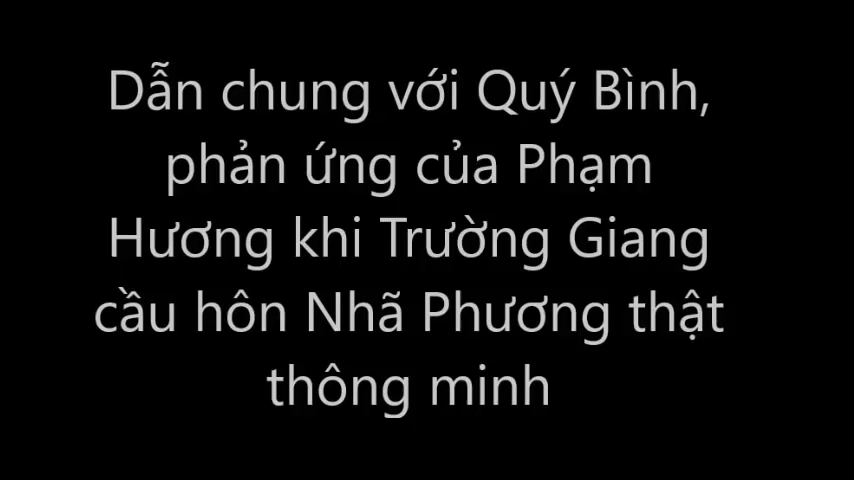 Dẫn chung với Quý Bình,
phản ứng của Phạm
Hương khi Trường Giang
cầu hôn Nhã Phương thật
thông minh